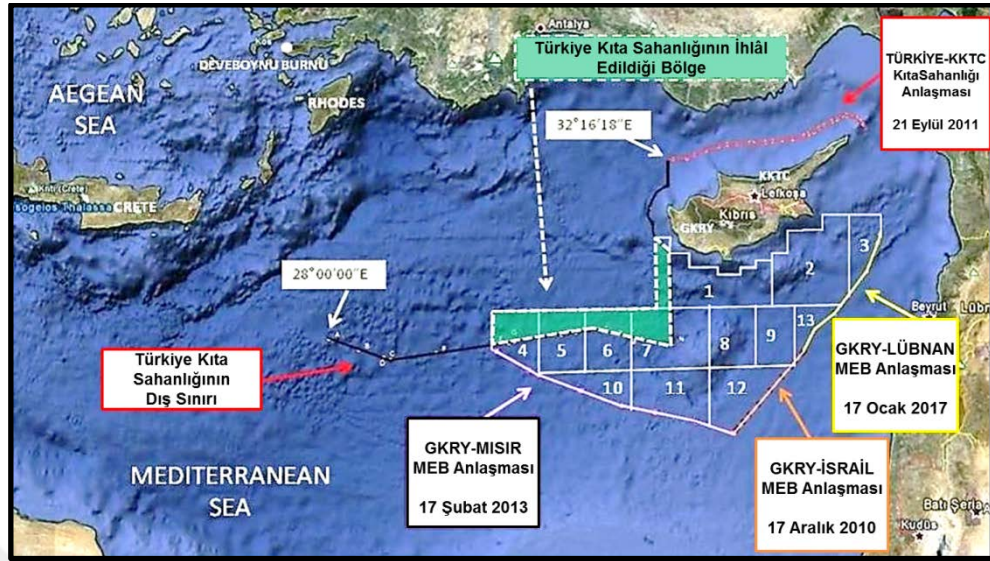 Antalya
Türkiye Kıta Sahanlığının İhlâl
Edildiği Bölge
DEVEBOYNU BURNU
AEGEAN
SEA
RHODES
TÜRKİYE-KKTC
KıtaSahanlığı
Anlaşması
21 Eylül 2011
32°16'18"E
Kriti (Crete)
CRETE
KKTC
Lefkoşa
Kıbrıs
GKRY
28°00'00"E
1
2
3
4
5
6
7
8
9
13
10
11
12
Beyrut
Türkiye Kıta
Sahanlığının
Dış Sınırı
GKRY-LÜBNAN
MEB Anlaşması
17 Ocak 2017
GKRY-MISIR
MEB Anlaşması
17 Şubat 2013
GKRY-İSRAİL
MEB Anlaşması
17 Aralık 2010
MEDITERRANEAN
SEA
Batı Şeria
Kudüs